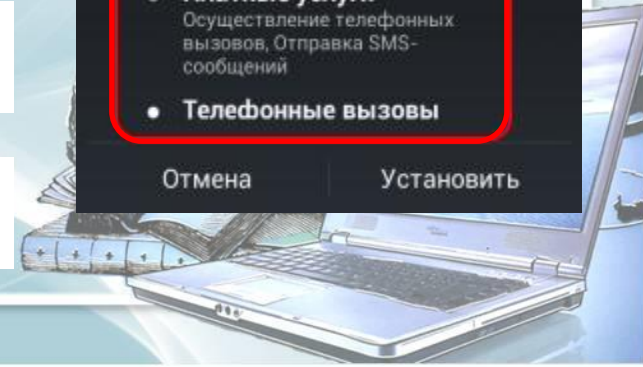 Осуществление телефонных
вызовов, Отправка SMS-
сообщений
• Телефонные вызовы
Отмена
Установить